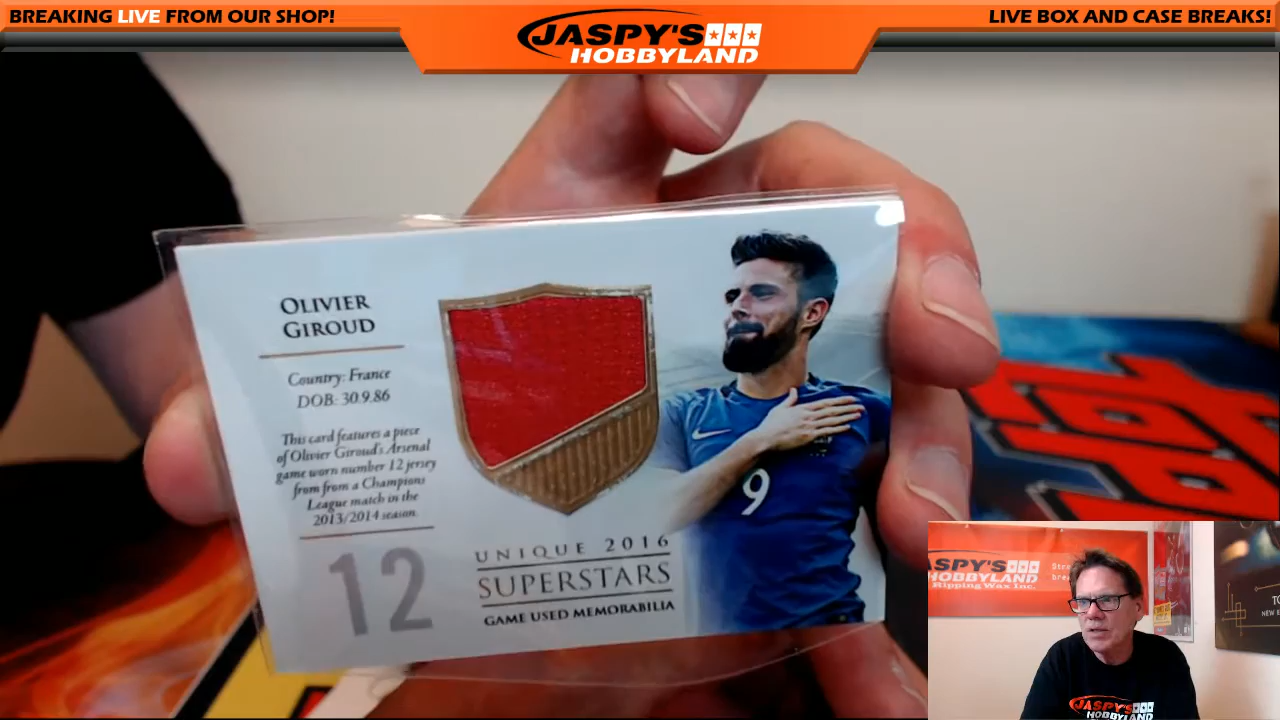 BREAKING LIVE FROM OUR SHOP!
JASPY'S
HOBBYLAND
LIVE BOX AND CASE BREAKS!
OLIVIER
GIROUD
Country: France
DOB: 30.9.86
This card features a piece
of Olivier Giroud's Arsenal
game worn number 12 jersey
from from a Champions
League match in the
2013/2014 season.
12
UNIQUE 2016
SUPERSTARS
GAME USED MEMORABILIA
9
JASPY'S
HOBBYLAND
Ripping Wax Inc.
JASPY'S
HOBBYLAND